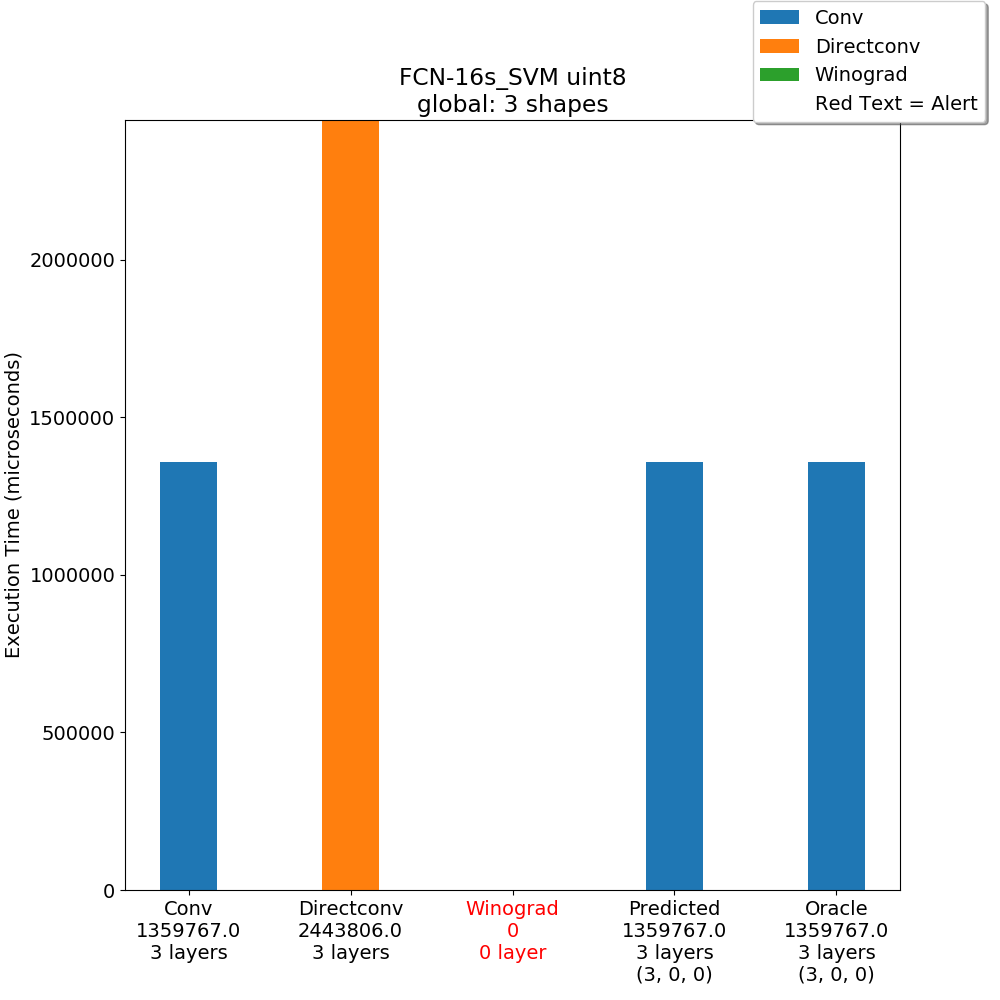 Conv
Directconv
Winograd
Red Text = Alert
FCN-16s_SVM uint8
global: 3 shapes
Execution Time (microseconds)
2000000
1500000
1000000
500000
0
Conv
1359767.0
3 layers
Directconv
2443806.0
3 layers
Winograd
0
0 layer
Predicted
1359767.0
3 layers
(3, 0, 0)
Oracle
1359767.0
3 layers
(3, 0, 0)